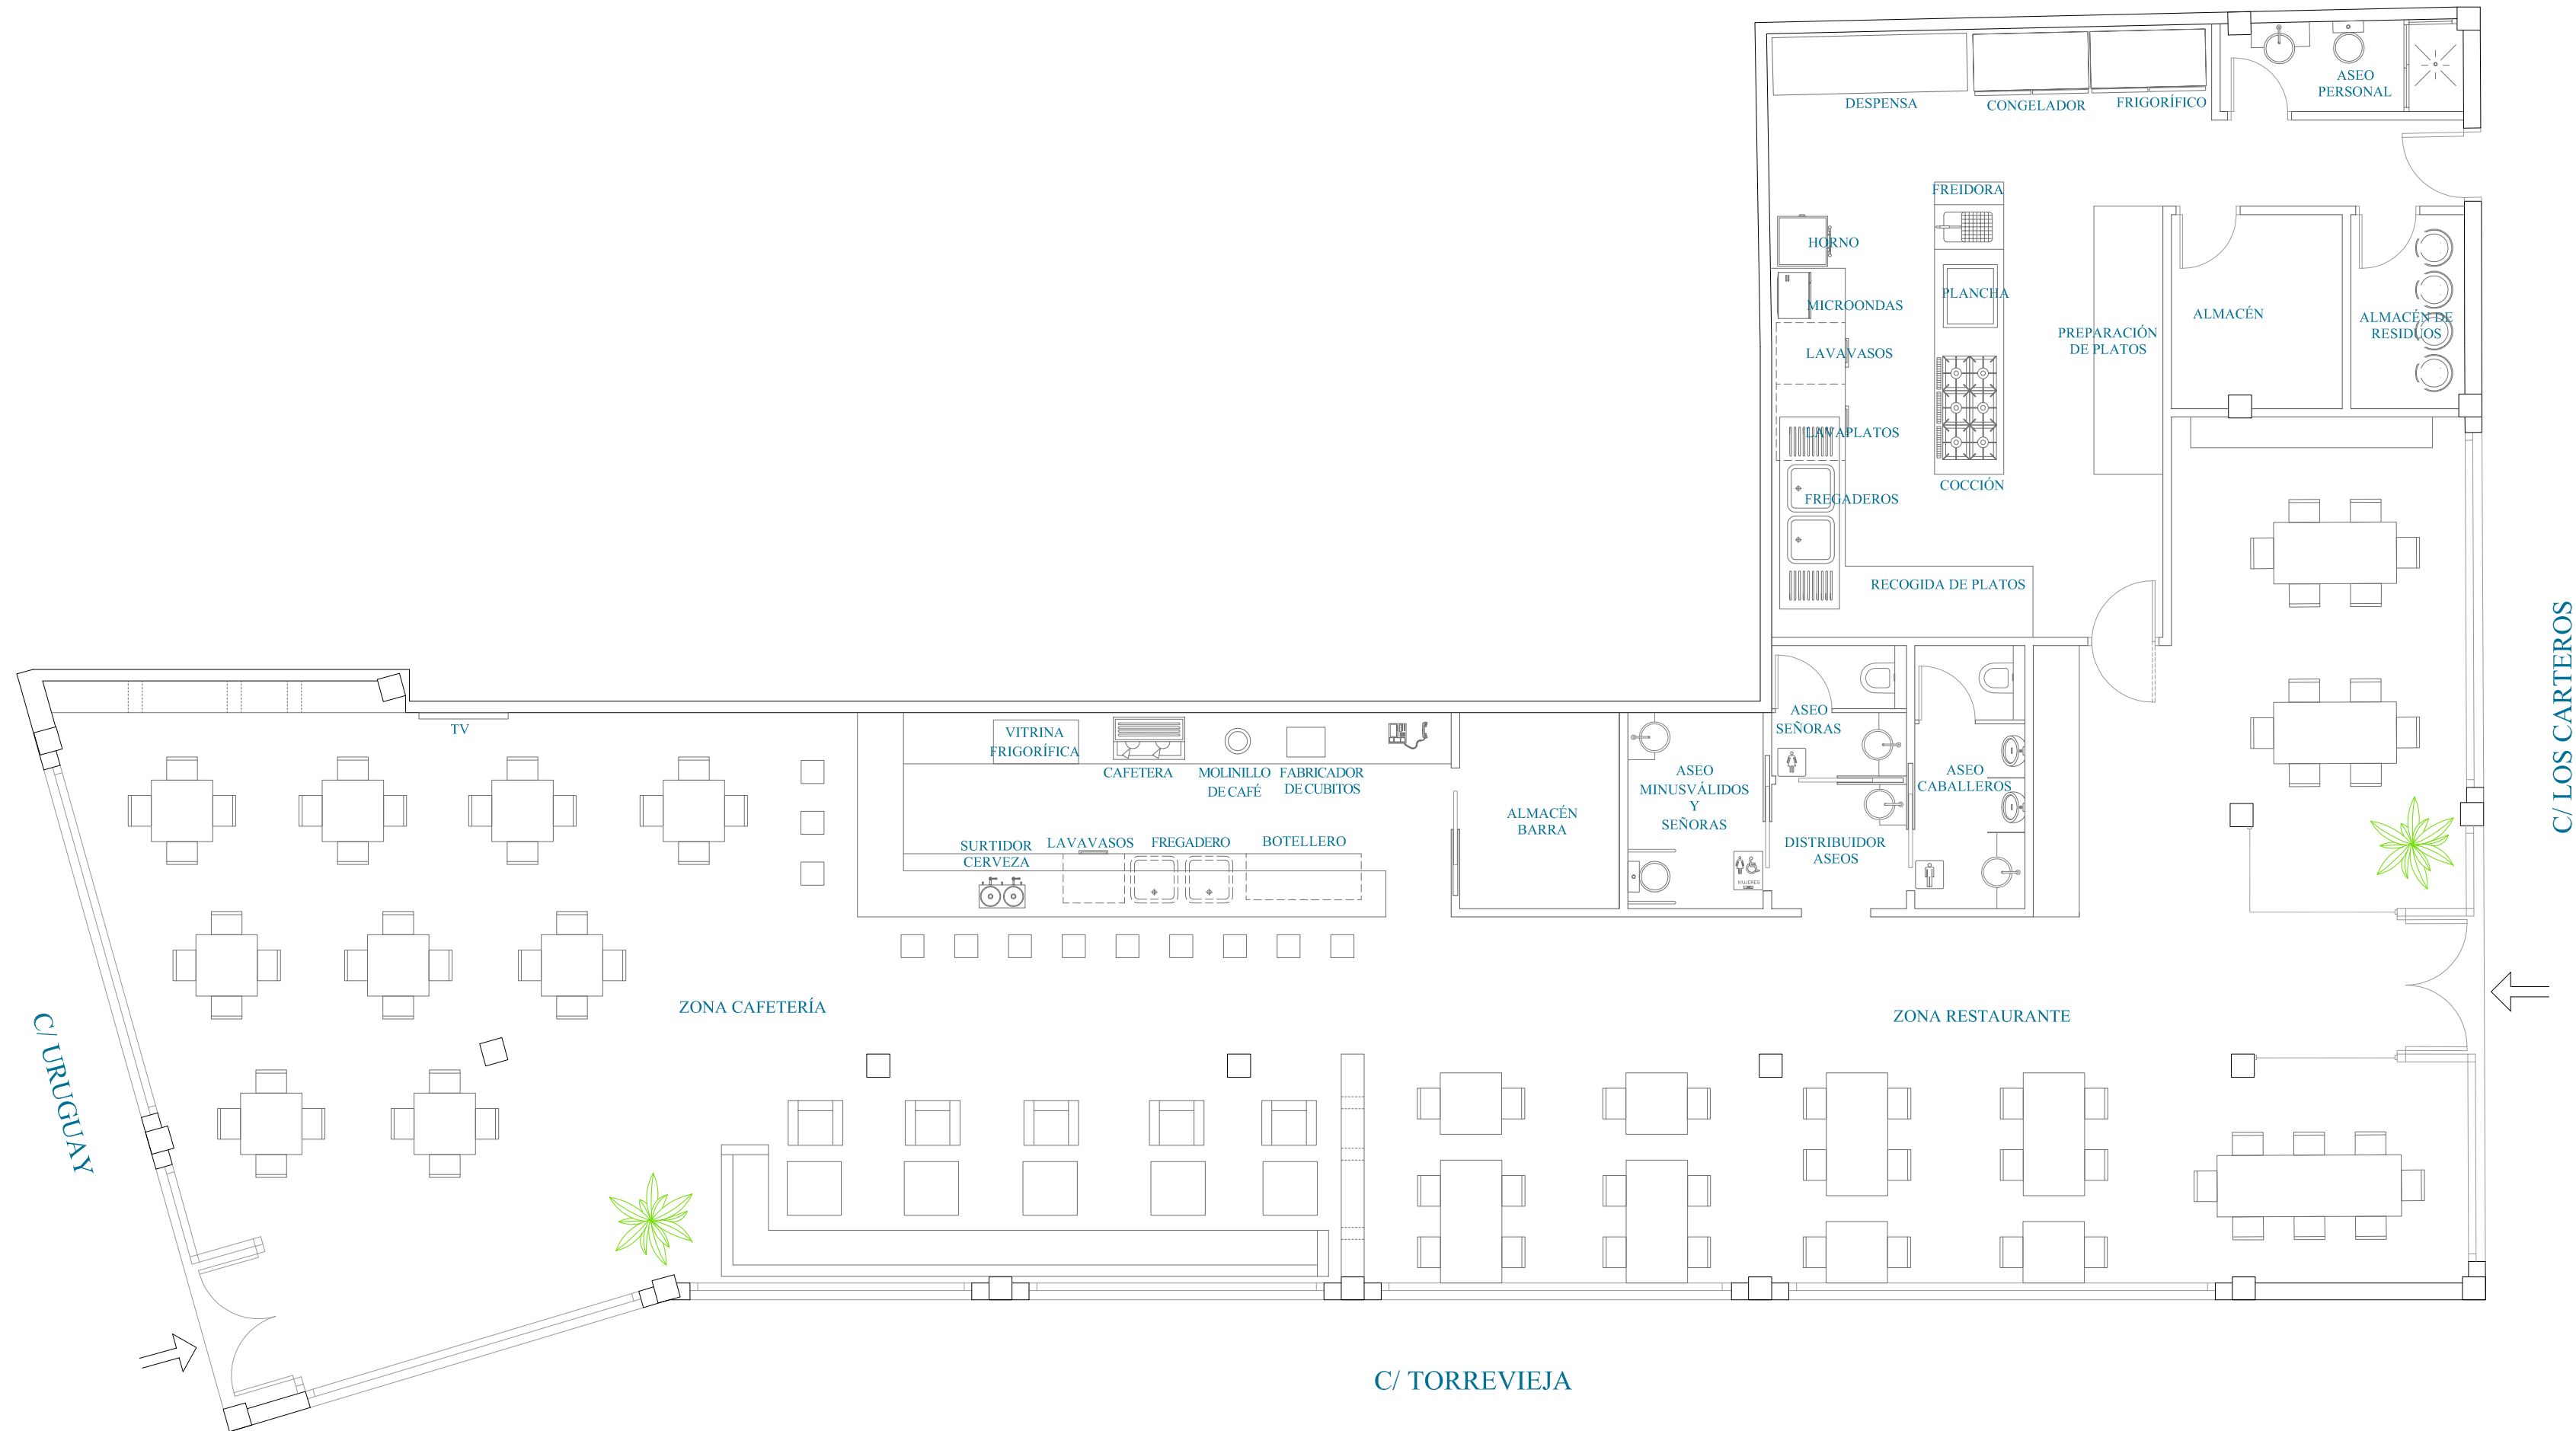 ASEO
PERSONAL
DESPENSA
CONGELADOR
FRIGORÍFICO
FREIDORA
HORNO
PLANCHA
MICROONDAS
ALMACÉN
ALMACÉN DE
RESIDUOS
PREPARACIÓN
DE PLATOS
LAVAVASOS
LAVAPLATOS
COCCIÓN
FREGADEROS
RECOGIDA DE PLATOS
C/ LOS CARTEROS
TV
VITRINA
FRIGORÍFICA
CAFETERA
MOLINILLO
DE CAFÉ
FABRICADOR
DE CUBITOS
SURTIDOR
CERVEZA
LAVAVASOS
FREGADERO
BOTELLERO
ALMACÉN
BARRA
ASEO
MINUSVÁLIDOS
Y
SEÑORAS
MUJERES
ASEO
SEÑORAS
DISTRIBUIDOR
ASEOS
ASEO
CABALLEROS
ZONA CAFETERÍA
ZONA RESTAURANTE
C/ URUGUAY
C/ TORREVIEJA